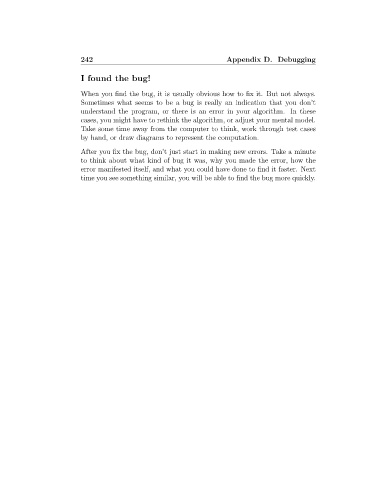 242 Appendix D. Debugging
I found the bug!
When you find the bug, it is usually obvious how to fix it. But not always.
Sometimes what seems to be a bug is really an indication that you don't
understand the program, or there is an error in your algorithm. In these
cases, you might have to rethink the algorithm, or adjust your mental model.
Take some time away from the computer to think, work through test cases
by hand, or draw diagrams to represent the computation.
After you fix the bug, don't just start in making new errors. Take a minute
to think about what kind of bug it was, why you made the error, how the
error manifested itself, and what you could have done to find it faster. Next
time you see something similar, you will be able to find the bug more quickly.